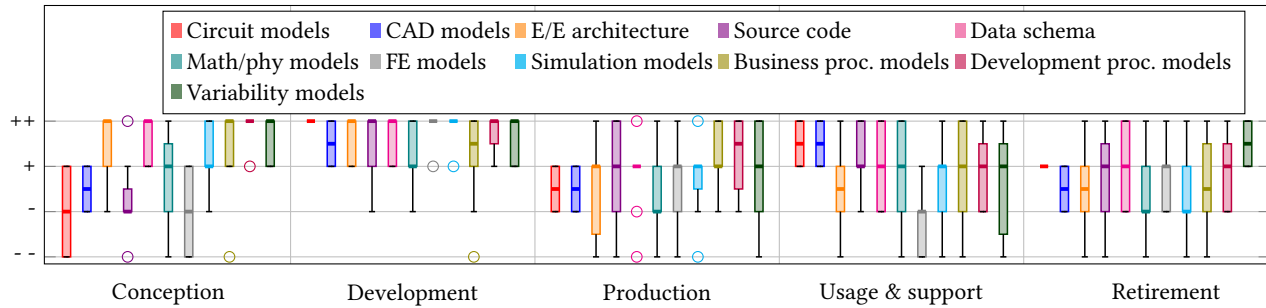 Circuit models CAD models E/E architecture Source code Data schema
Math/phy models FE models Simulation models Business proc. models Development proc. models
Variability models
++
+
-
--
Conception Development Production Usage & support Retirement